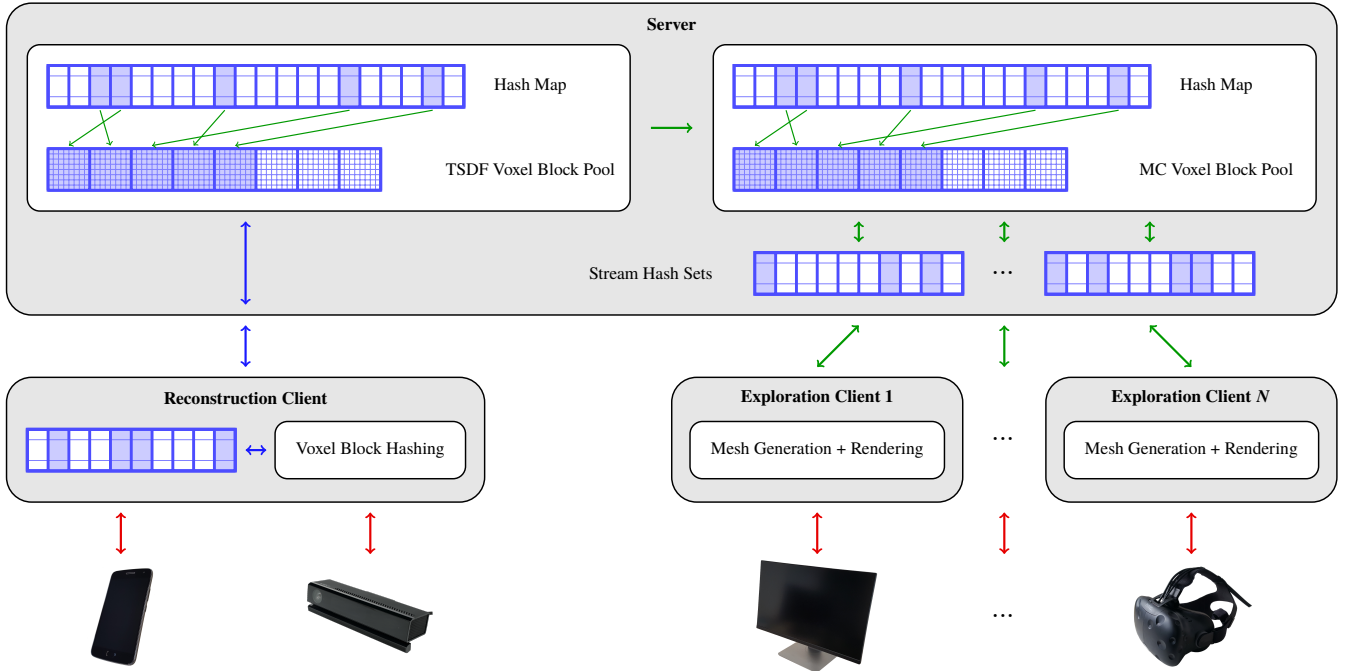 Server
Hash Map
Hash Map
TSDF Voxel Block Pool
MC Voxel Block Pool
Stream Hash Sets
...
Reconstruction Client
Exploration Client 1
Exploration Client N
Voxel Block Hashing
Mesh Generation + Rendering
...
Mesh Generation + Rendering
...